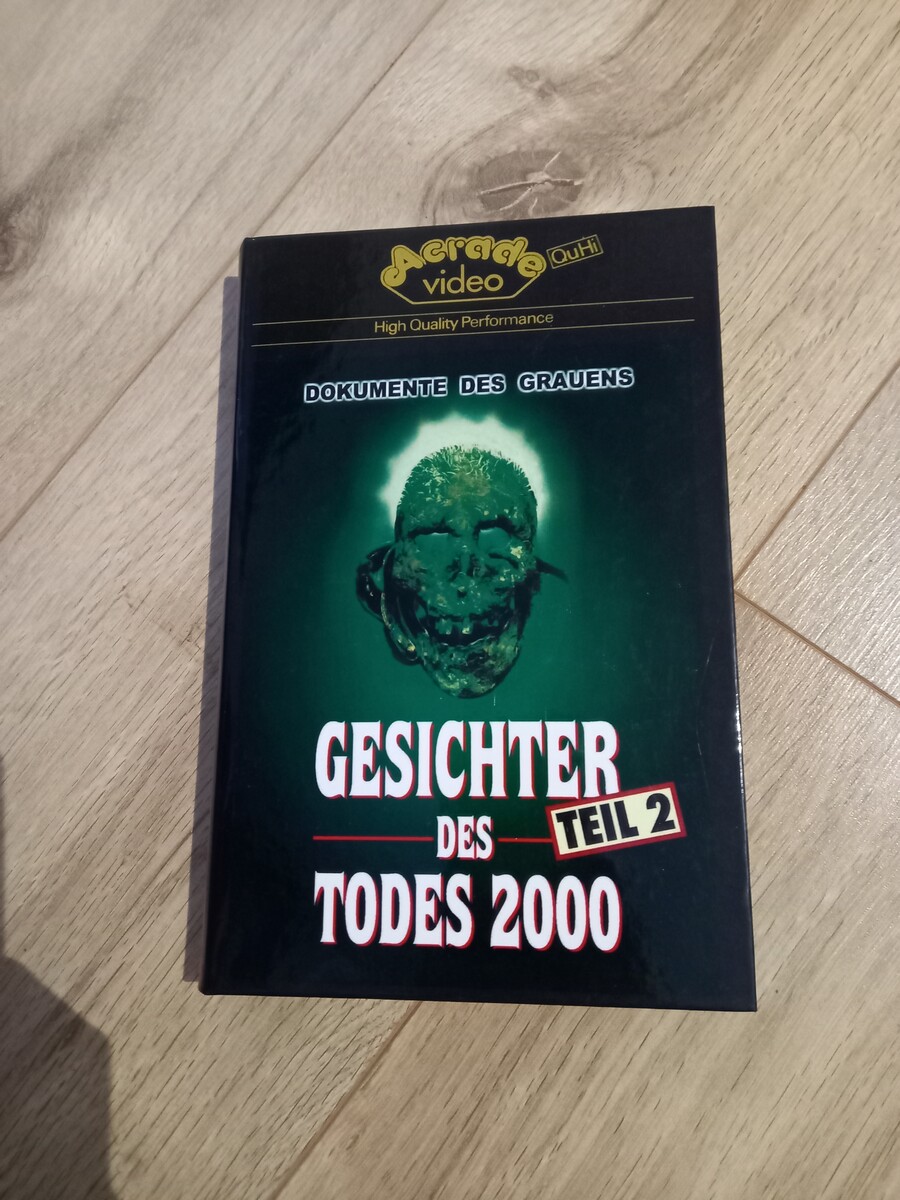 Acrade
QuHi
video
High Quality Performance
DOKUMENTE DES GRAUENS
GESICHTER
TEIL 2
DES
TODES 2000